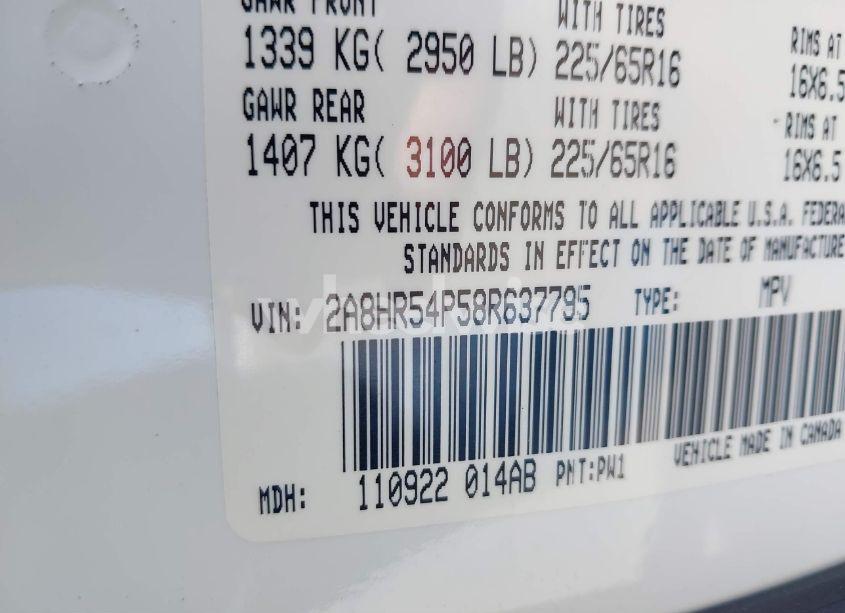 GAWR FRONT WITH TIRES RIMS AT
1339 KG( 2950 LB) 225/65R16 16X6.5
GAWR REAR WITH TIRES RIMS AT
1407 KG( 3100 LB) 225/65R16 16X6.5
THIS VEHICLE CONFORMS TO ALL APPLICABLE U.S.A. FEDERA
STANDARDS IN EFFECT ON THE DATE OF MANUFACTURE
VIN: 2A8HR54P58R637795 TYPE: MPV
MDH: 110922 014AB PNT:PW1 VEHICLE MADE IN CANADA